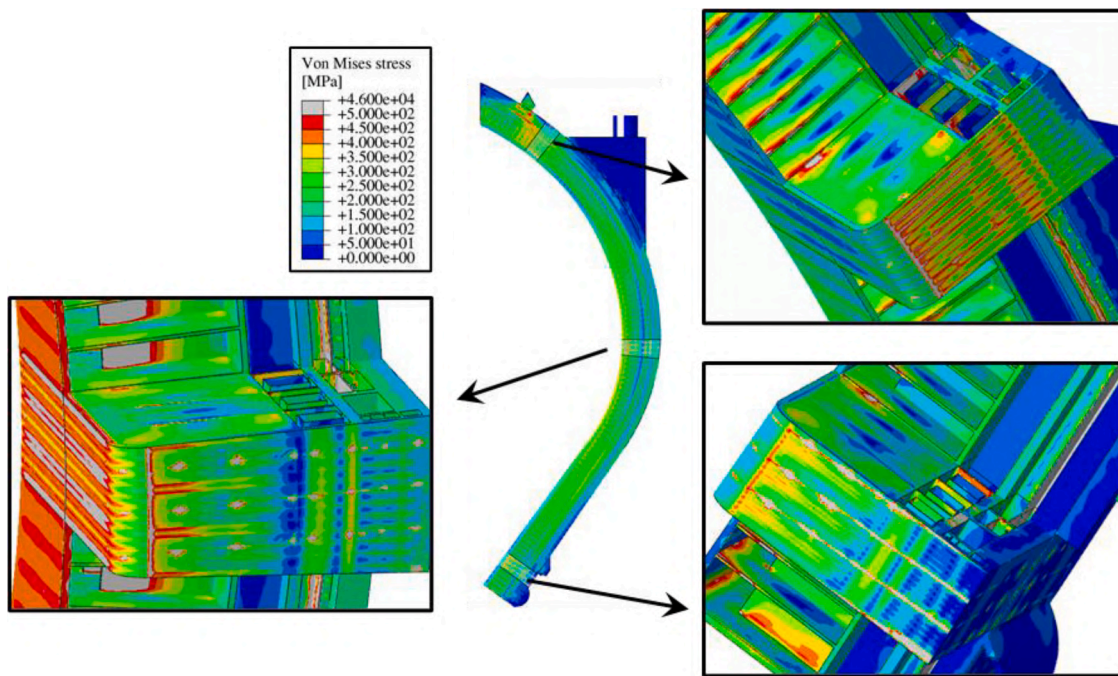 Von Mises stress
[MPa]
+4.600e+04
+5.000e+02
+4.500e+02
+4.000e+02
+3.500e+02
+3.000e+02
+2.500e+02
+2.000e+02
+1.500e+02
+1.000e+02
+5.000e+01
+0.000e+00